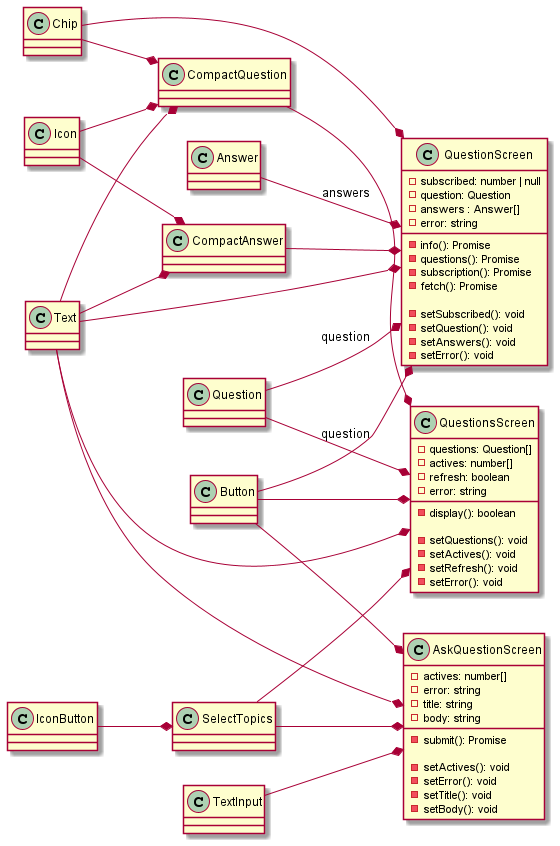 C Chip
C CompactQuestion
C Icon
C Answer
answers
C CompactAnswer
C Text
C QuestionScreen
subscribed: number | null
question: Question
answers : Answer[]
error: string
info(): Promise
questions(): Promise
subscription(): Promise
fetch(): Promise
setSubscribed(): void
setQuestion(): void
setAnswers(): void
setError(): void
question
C Question
question
C Button
C QuestionsScreen
questions: Question[]
actives: number[]
refresh: boolean
error: string
display(): boolean
setQuestions(): void
setActives(): void
setRefresh(): void
setError(): void
C AskQuestionScreen
actives: number[]
error: string
title: string
body: string
submit(): Promise
setActives(): void
setError(): void
setTitle(): void
setBody(): void
C IconButton
C SelectTopics
C TextInput